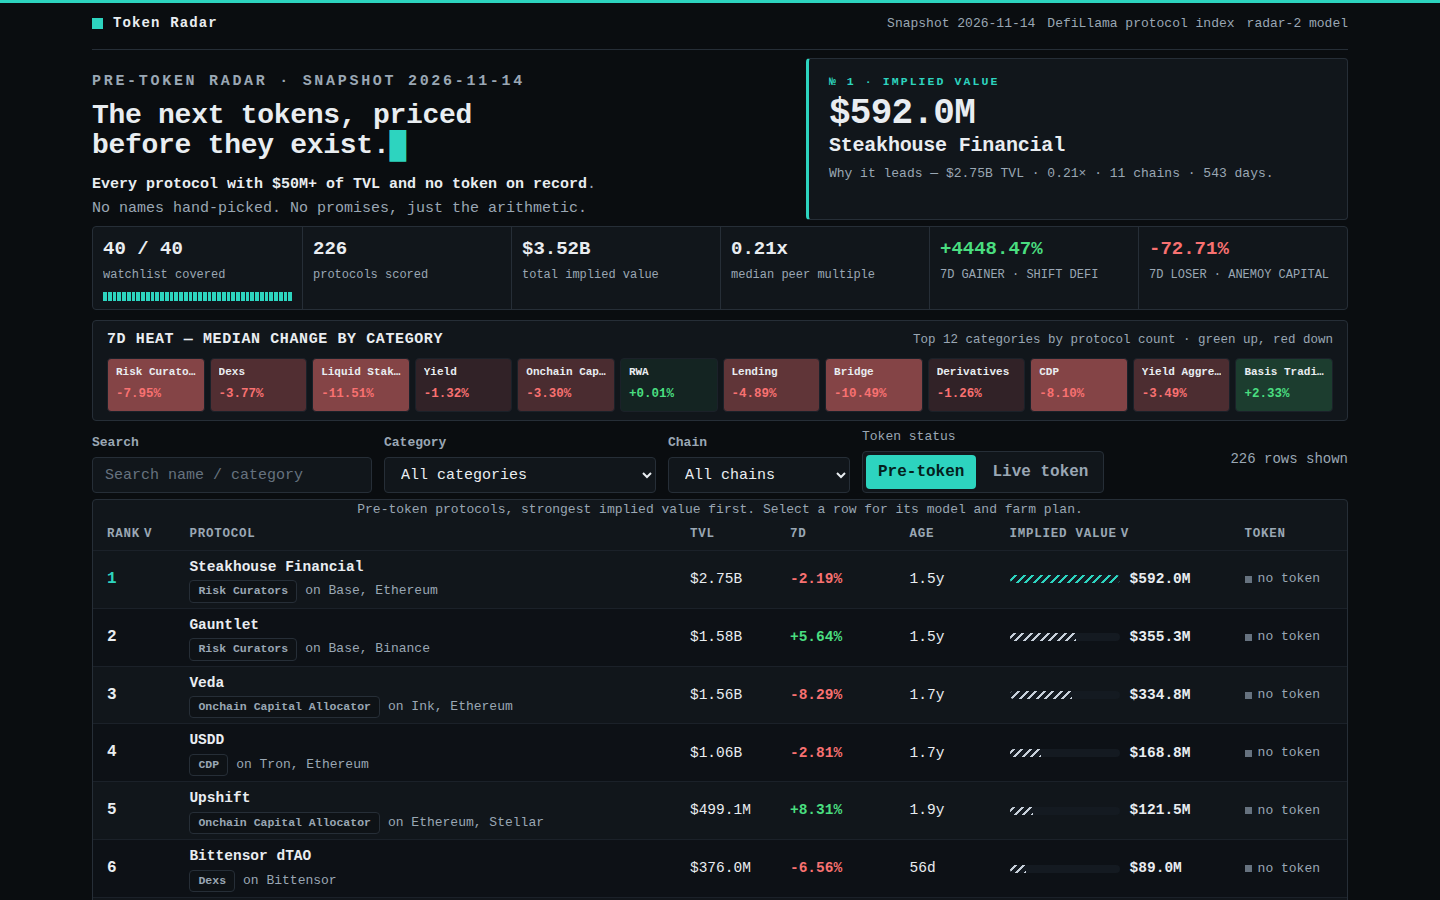 Token Radar
Snapshot 2026-11-14 DefiLlama protocol index radar-2 model
PRE-TOKEN RADAR · SNAPSHOT 2026-11-14
The next tokens, priced
before they exist.
Every protocol with $50M+ of TVL and no token on record.
No names hand-picked. No promises, just the arithmetic.
№ 1 · IMPLIED VALUE
$592.0M
Steakhouse Financial
Why it leads — $2.75B TVL · 0.21× · 11 chains · 543 days.
40 / 40
watchlist covered
226
protocols scored
$3.52B
total implied value
0.21x
median peer multiple
+4448.47%
7D GAINER · SHIFT DEFI
-72.71%
7D LOSER · ANEMOY CAPITAL
7D HEAT — MEDIAN CHANGE BY CATEGORY
Top 12 categories by protocol count · green up, red down
Risk Curato…
-7.95%
Dexs
-3.77%
Liquid Stak…
-11.51%
Yield
-1.32%
Onchain Cap…
-3.30%
RWA
+0.01%
Lending
-4.89%
Bridge
-10.49%
Derivatives
-1.26%
CDP
-8.10%
Yield Aggre…
-3.49%
Basis Tradi…
+2.33%
Search
Search name / category
Category
All categories
Chain
All chains
Token status
Pre-token Live token
226 rows shown
Pre-token protocols, strongest implied value first. Select a row for its model and farm plan.
RANK V PROTOCOL TVL 7D AGE IMPLIED VALUE V TOKEN
1 Steakhouse Financial $2.75B -2.19% 1.5y $592.0M no token
Risk Curators on Base, Ethereum
2 Gauntlet $1.58B +5.64% 1.5y $355.3M no token
Risk Curators on Base, Binance
3 Veda $1.56B -8.29% 1.7y $334.8M no token
Onchain Capital Allocator on Ink, Ethereum
4 USDD $1.06B -2.81% 1.7y $168.8M no token
CDP on Tron, Ethereum
5 Upshift $499.1M +8.31% 1.9y $121.5M no token
Onchain Capital Allocator on Ethereum, Stellar
6 Bittensor dTAO $376.0M -6.56% 56d $89.0M no token
Dexs on Bittensor